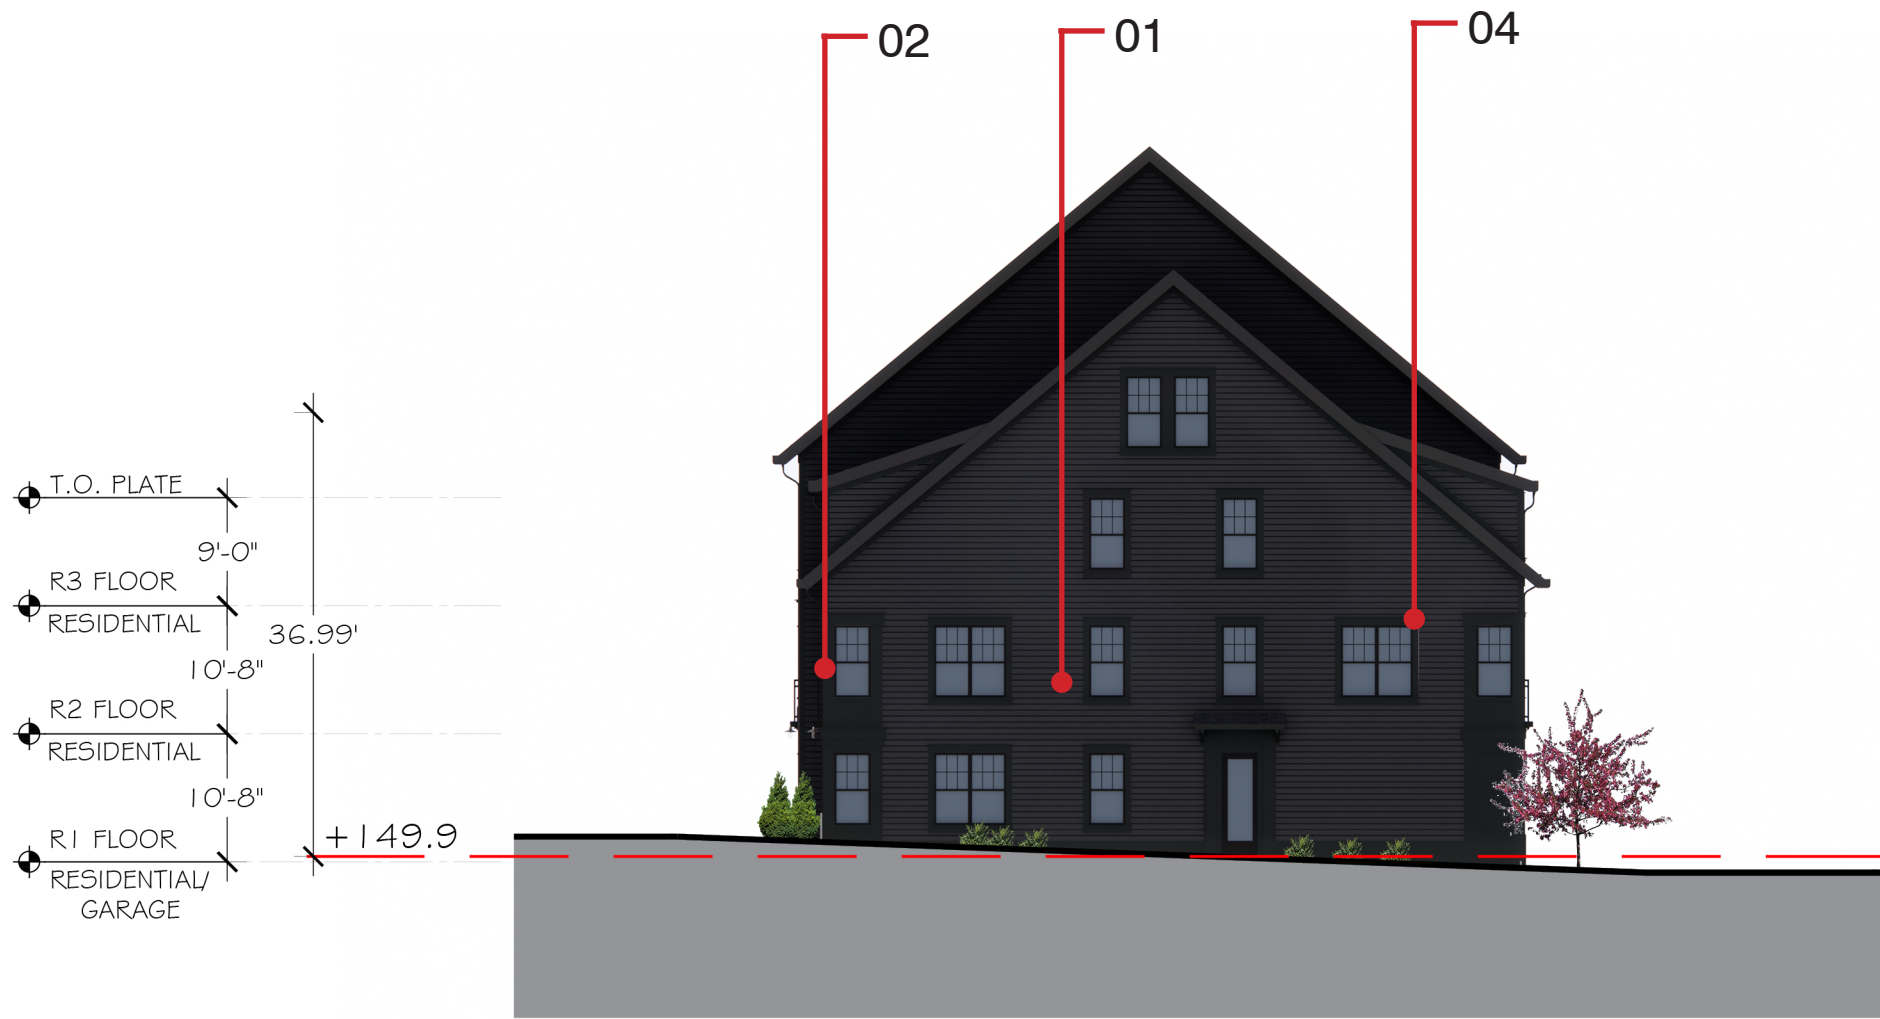 02
01
04
T.O. PLATE
9'-0"
R3 FLOOR
RESIDENTIAL
36.99'
10'-8"
R2 FLOOR
RESIDENTIAL
10'-8"
R1 FLOOR
+149.9
RESIDENTIAL/
GARAGE